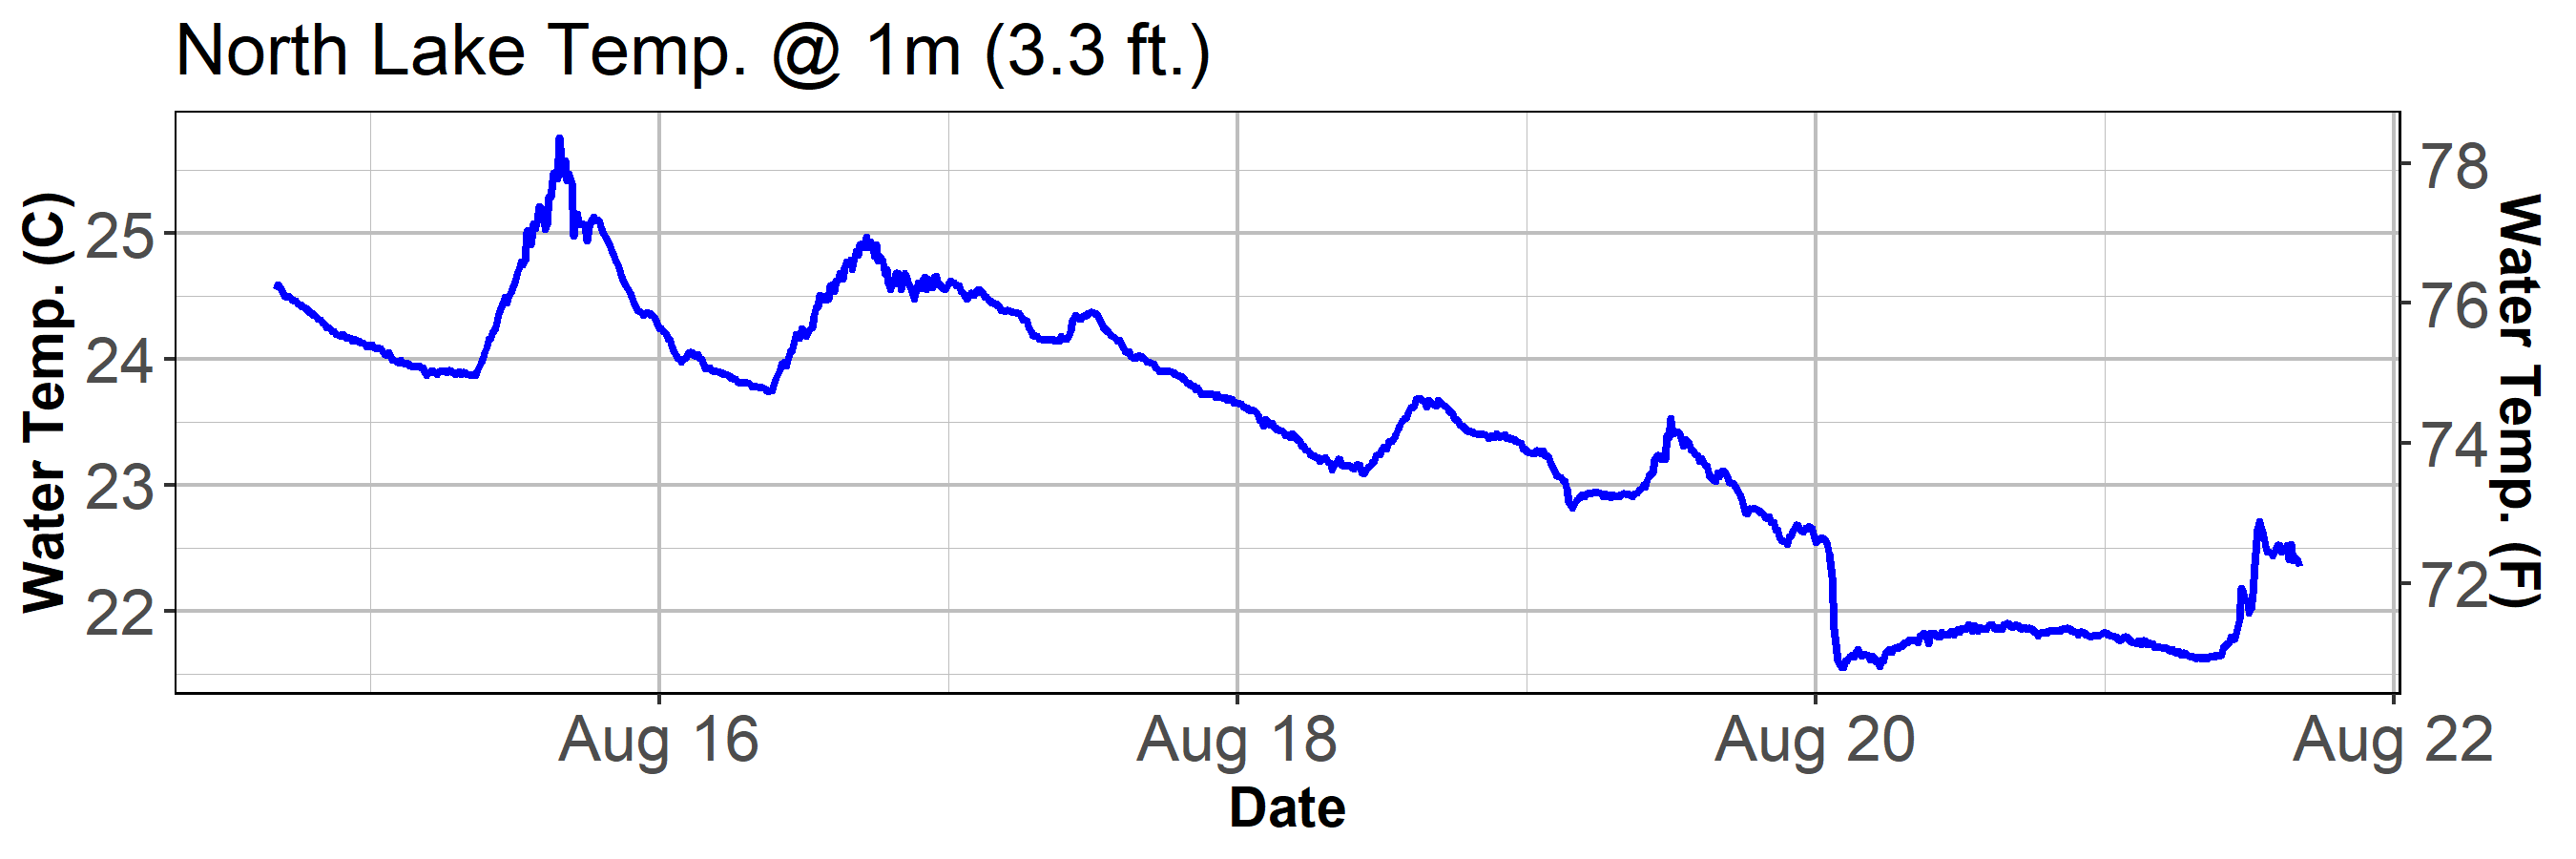 North Lake Temp. @ 1m (3.3 ft.)
Water Temp. (C)
25
24
23
22
78
76
74
72
Water Temp. (F)
Aug 16
Aug 18
Aug 20
Aug 22
Date